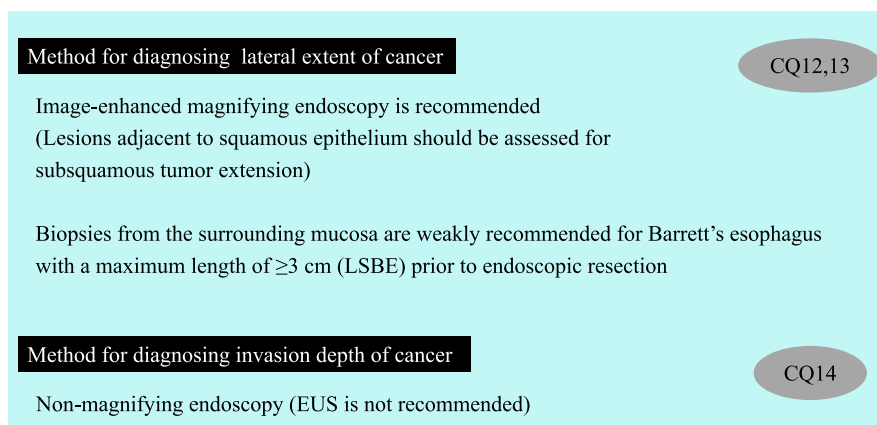 Method for diagnosing lateral extent of cancer
CQ12,13
Image-enhanced magnifying endoscopy is recommended
(Lesions adjacent to squamous epithelium should be assessed for
subsquamous tumor extension)
Biopsies from the surrounding mucosa are weakly recommended for Barrett’s esophagus
with a maximum length of ≥3 cm (LSBE) prior to endoscopic resection
Method for diagnosing invasion depth of cancer
CQ14
Non-magnifying endoscopy (EUS is not recommended)